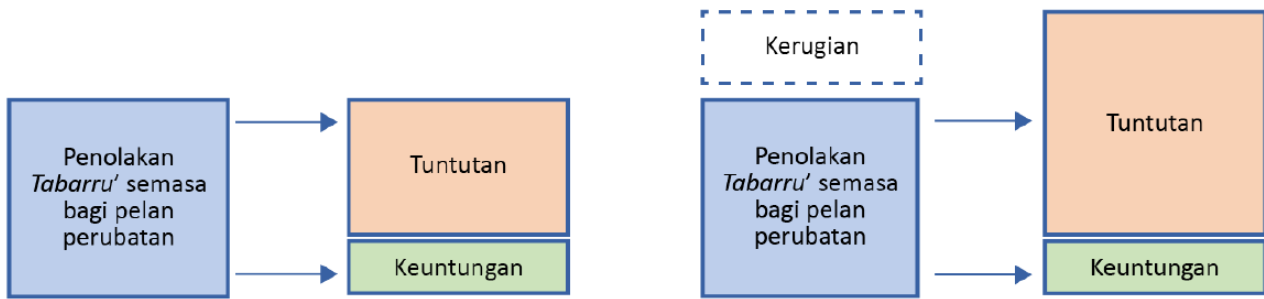 Penolakan
Tabarru' semasa
bagi pelan
perubatan
Tuntutan
Keuntungan
Kerugian
Penolakan
Tabarru' semasa
bagi pelan
perubatan
Tuntutan
Keuntungan